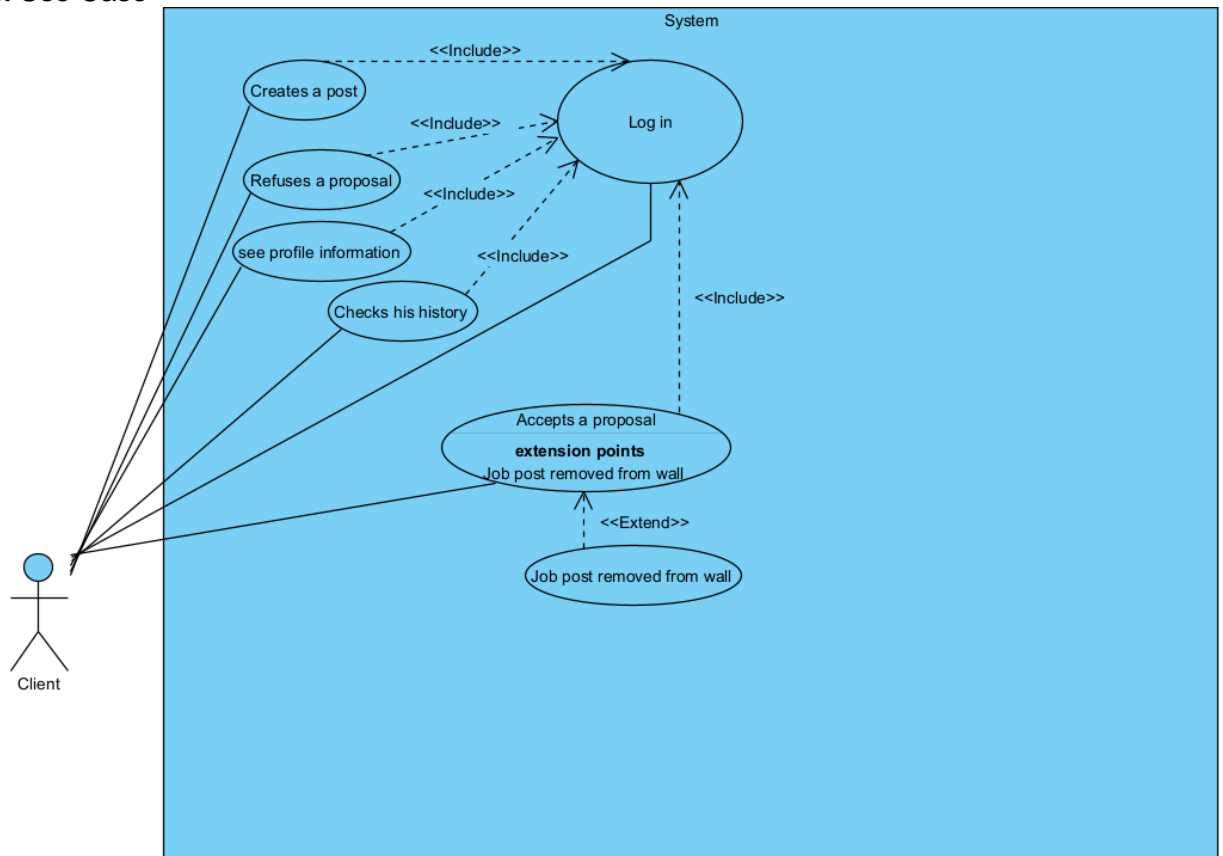 System
<<Include>>
Creates a post
Log in
<<Include>>
Refuses a proposal
<<Include>>
see profile information
<<Include>>
Checks his history
<<Include>>
Accepts a proposal
extension points
Job post removed from wall
<<Extend>>
Job post removed from wall
Client